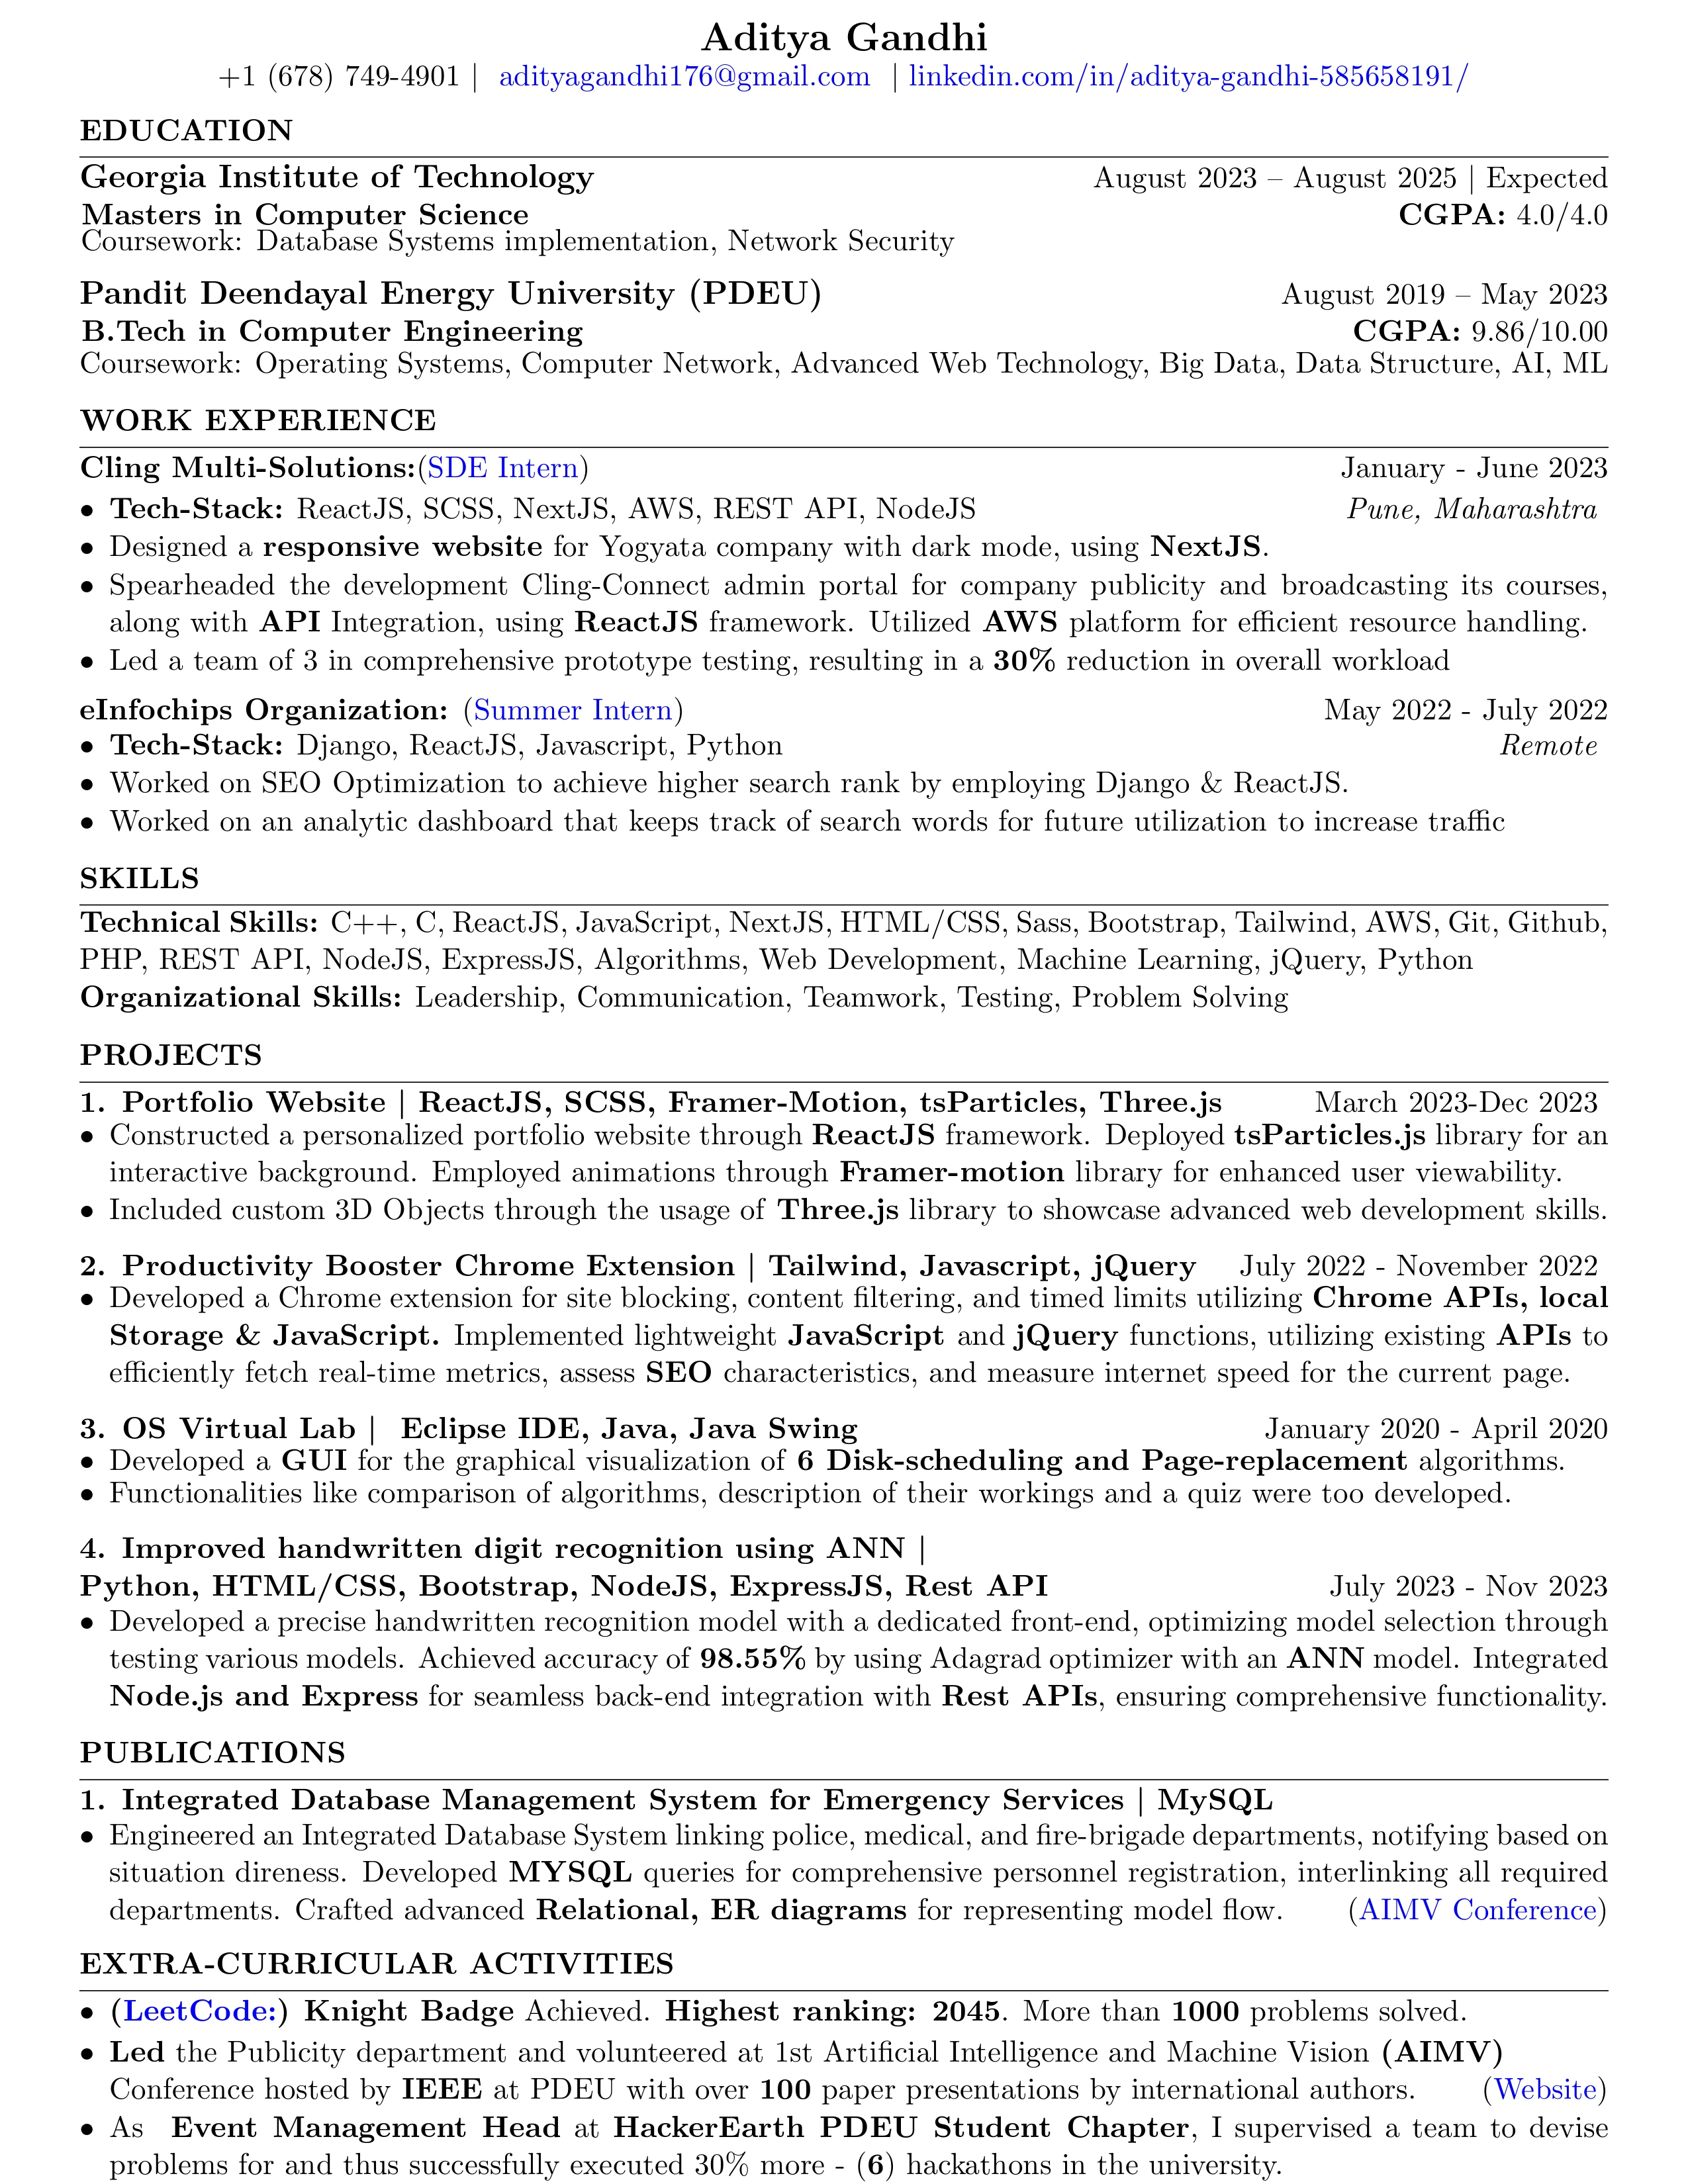 Aditya Gandhi
+1 (678) 749-4901 | adityagandhi176@gmail.com | linkedin.com/in/aditya-gandhi-585658191/
EDUCATION
Georgia Institute of Technology August 2023 – August 2025 | Expected
Masters in Computer Science CGPA: 4.0/4.0
Coursework: Database Systems implementation, Network Security
Pandit Deendayal Energy University (PDEU) August 2019 – May 2023
B.Tech in Computer Engineering CGPA: 9.86/10.00
Coursework: Operating Systems, Computer Network, Advanced Web Technology, Big Data, Data Structure, AI, ML
WORK EXPERIENCE
Cling Multi-Solutions:(SDE Intern) January - June 2023
• Tech-Stack: ReactJS, SCSS, NextJS, AWS, REST API, NodeJS Pune, Maharashtra
• Designed a responsive website for Yogyata company with dark mode, using NextJS.
• Spearheaded the development Cling-Connect admin portal for company publicity and broadcasting its courses,
along with API Integration, using ReactJS framework. Utilized AWS platform for efficient resource handling.
• Led a team of 3 in comprehensive prototype testing, resulting in a 30% reduction in overall workload
eInfochips Organization: (Summer Intern) May 2022 - July 2022
• Tech-Stack: Django, ReactJS, Javascript, Python Remote
• Worked on SEO Optimization to achieve higher search rank by employing Django & ReactJS.
• Worked on an analytic dashboard that keeps track of search words for future utilization to increase traffic
SKILLS
Technical Skills: C++, C, ReactJS, JavaScript, NextJS, HTML/CSS, Sass, Bootstrap, Tailwind, AWS, Git, Github,
PHP, REST API, NodeJS, ExpressJS, Algorithms, Web Development, Machine Learning, jQuery, Python
Organizational Skills: Leadership, Communication, Teamwork, Testing, Problem Solving
PROJECTS
1. Portfolio Website | ReactJS, SCSS, Framer-Motion, tsParticles, Three.js March 2023-Dec 2023
• Constructed a personalized portfolio website through ReactJS framework. Deployed tsParticles.js library for an
interactive background. Employed animations through Framer-motion library for enhanced user viewability.
• Included custom 3D Objects through the usage of Three.js library to showcase advanced web development skills.
2. Productivity Booster Chrome Extension | Tailwind, Javascript, jQuery July 2022 - November 2022
• Developed a Chrome extension for site blocking, content filtering, and timed limits utilizing Chrome APIs, local
Storage & JavaScript. Implemented lightweight JavaScript and jQuery functions, utilizing existing APIs to
efficiently fetch real-time metrics, assess SEO characteristics, and measure internet speed for the current page.
3. OS Virtual Lab | Eclipse IDE, Java, Java Swing January 2020 - April 2020
• Developed a GUI for the graphical visualization of 6 Disk-scheduling and Page-replacement algorithms.
• Functionalities like comparison of algorithms, description of their workings and a quiz were too developed.
4. Improved handwritten digit recognition using ANN |
Python, HTML/CSS, Bootstrap, NodeJS, ExpressJS, Rest API July 2023 - Nov 2023
• Developed a precise handwritten recognition model with a dedicated front-end, optimizing model selection through
testing various models. Achieved accuracy of 98.55% by using Adagrad optimizer with an ANN model. Integrated
Node.js and Express for seamless back-end integration with Rest APIs, ensuring comprehensive functionality.
PUBLICATIONS
1. Integrated Database Management System for Emergency Services | MySQL
• Engineered an Integrated Database System linking police, medical, and fire-brigade departments, notifying based on
situation direness. Developed MYSQL queries for comprehensive personnel registration, interlinking all required
departments. Crafted advanced Relational, ER diagrams for representing model flow. (AIMV Conference)
EXTRA-CURRICULAR ACTIVITIES
• (LeetCode:) Knight Badge Achieved. Highest ranking: 2045. More than 1000 problems solved.
• Led the Publicity department and volunteered at 1st Artificial Intelligence and Machine Vision (AIMV)
Conference hosted by IEEE at PDEU with over 100 paper presentations by international authors. (Website)
• As Event Management Head at HackerEarth PDEU Student Chapter, I supervised a team to devise
problems for and thus successfully executed 30% more - (6) hackathons in the university.